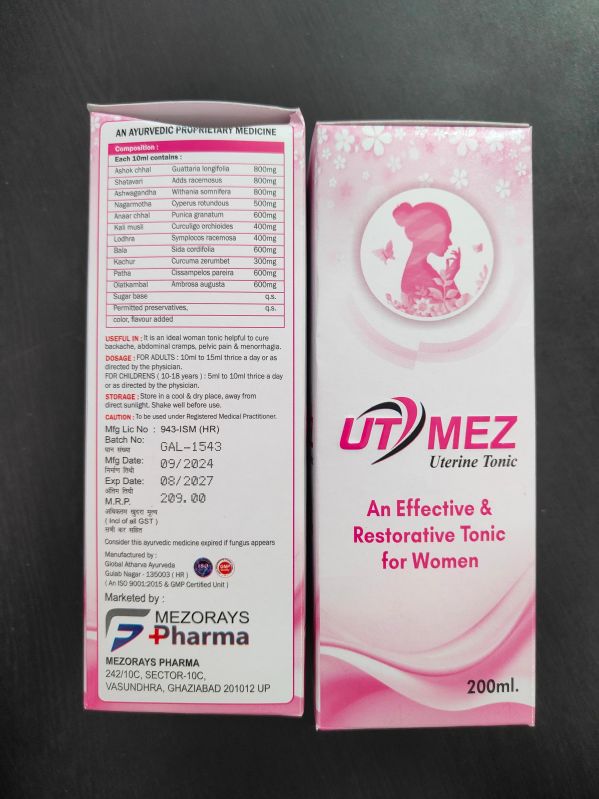 AN AYURVEDIC PROPRIETARY MEDICINE
Composition :
Each 10ml contains :
Ashok chhal Guattaria longifolia 800mg
Shatavari Adds racemosus 800mg
Ashwagandha Withania somnifera 800mg
Nagarmotha Cyperus rotundous 500mg
Anaar chhal Punica granatum 600mg
Kali musli Curculigo orchioides 400mg
Lodhra Symplocos racemosa 400mg
Bala Sida cordifolia 600mg
Kachur Curcuma zerumbet 300mg
Patha Cissampelos pareira 600mg
Olatkambal Ambrosa augusta 600mg
Sugar base q.s.
Permitted preservatives, q.s.
color, flavour added
USEFUL IN : It is an ideal woman tonic helpful to cure
backache, abdominal cramps, pelvic pain & menorrhagia.
DOSAGE : FOR ADULTS : 10ml to 15ml thrice a day or as
directed by the physician.
FOR CHILDRENS ( 10-18 years ) : 5ml to 10ml thrice a day
or as directed by the physician.
STORAGE : Store in a cool & dry place, away from
direct sunlight. Shake well before use.
CAUTION : To be used under Registered Medical Practitioner.
Mfg Lic No : 943-ISM (HR)
Batch No: GAL-1543
घान संख्या
Mfg Date: 09/2024
निर्माण तिथी
Exp Date: 08/2027
अंतिम तिथी
M.R.P. 209.00
अधिकतम खुदरा मूल्य
( Incl of all GST )
सभी कर सहित
Consider this ayurvedic medicine expired if fungus appears
Manufactured by :
Global Atharva Ayurveda
Gulab Nagar - 135003 ( HR )
( An ISO 9001:2015 & GMP Certified Unit )
ISO
GMP
Marketed by :
MEZORAYS
Pharma
MEZORAYS PHARMA
242/10C, SECTOR-10C,
VASUNDHRA, GHAZIABAD 201012 UP
UT MEZ
Uterine Tonic
An Effective &
Restorative Tonic
for Women
200ml.